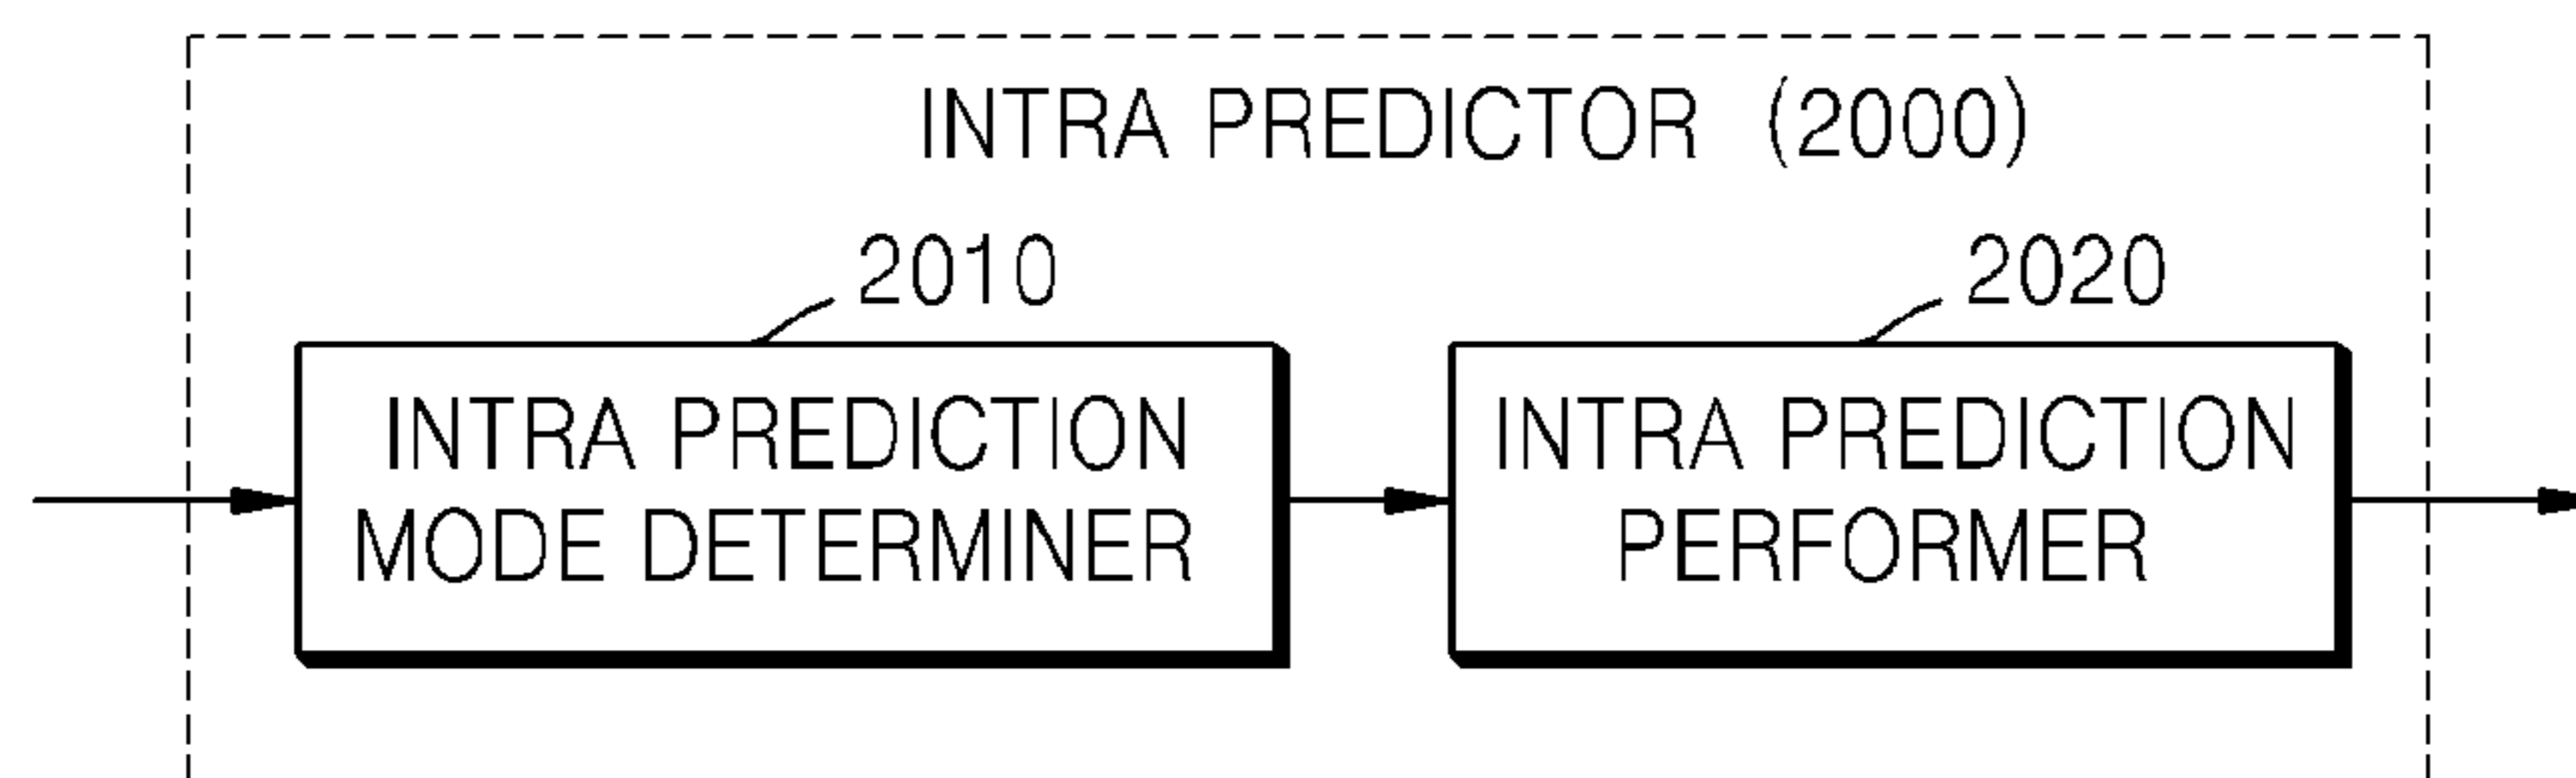 INTRA PREDICTOR (2000)
2010
2020
INTRA PREDICTION
MODE DETERMINER
INTRA PREDICTION
PERFORMER